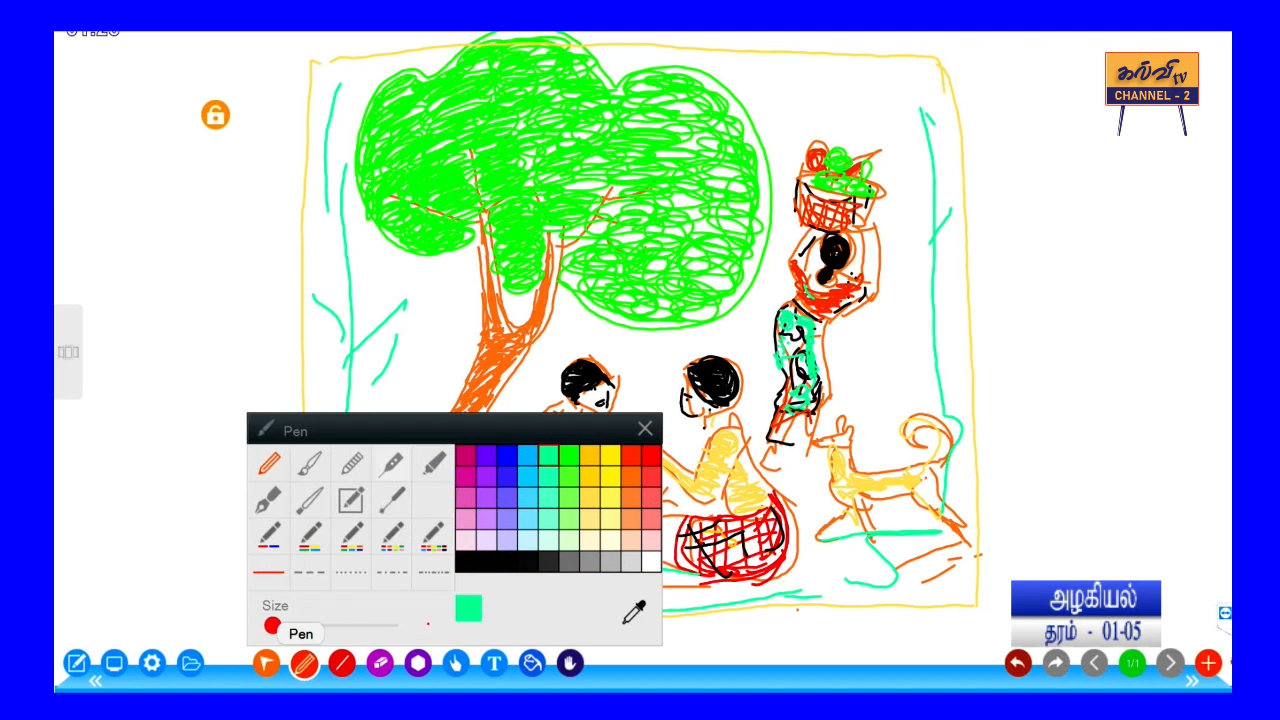 கல்வி TV
CHANNEL - 2
Pen
Size
Pen
அழகியல்
தரம் - 01-05
T
1/1